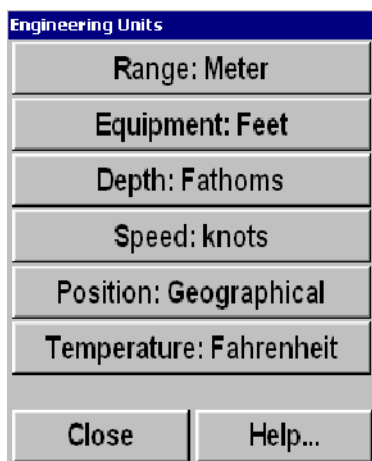 Engineering Units
Range: Meter
Equipment: Feet
Depth: Fathoms
Speed: knots
Position: Geographical
Temperature: Fahrenheit
Close Help...